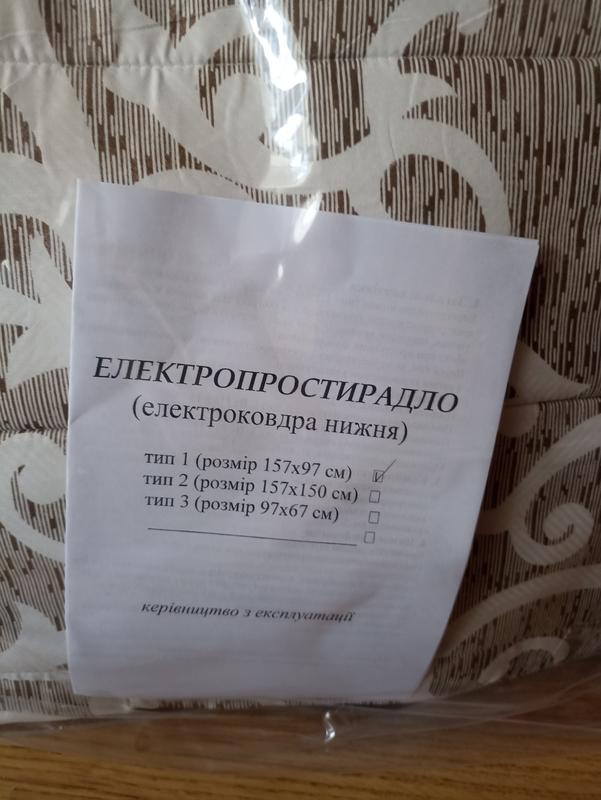 ЕЛЕКТРОПРОСТИРАДЛО
(електроковдра нижня)
тип 1 (розмір 157х97 см)
тип 2 (розмір 157х150 см)
тип 3 (розмір 97х67 см)
керівництво з експлуатації